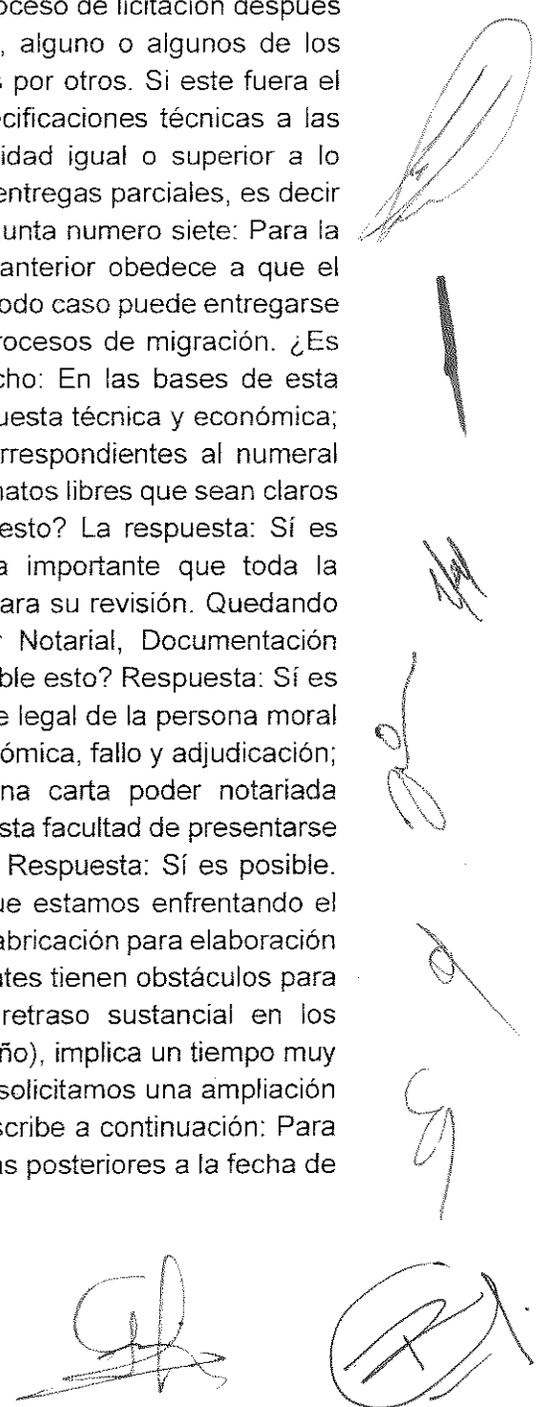 oceso de licitación después
, alguno o algunos de los
por otros. Si este fuera el
cificaciones técnicas a las
idad igual o superior a lo
entregas parciales, es decir
unta numero siete: Para la
anterior obedece a que el
odo caso puede entregarse
rocesos de migración. ¿Es
cho: En las bases de esta
uesta técnica y económica;
rrespondientes al numeral
natos libres que sean claros
esto? La respuesta: Sí es
a importante que toda la
ara su revisión. Quedando
Notarial, Documentación
ble esto? Respuesta: Sí es
e legal de la persona moral
ómica, fallo y adjudicación;
na carta poder notariada
sta facultad de presentarse
Respuesta: Sí es posible.
ue estamos enfrentando el
abricación para elaboración
ntes tienen obstáculos para
retraso sustancial en los
ño), implica un tiempo muy
solicitamos una ampliación
scribe a continuación: Para
as posteriores a la fecha de